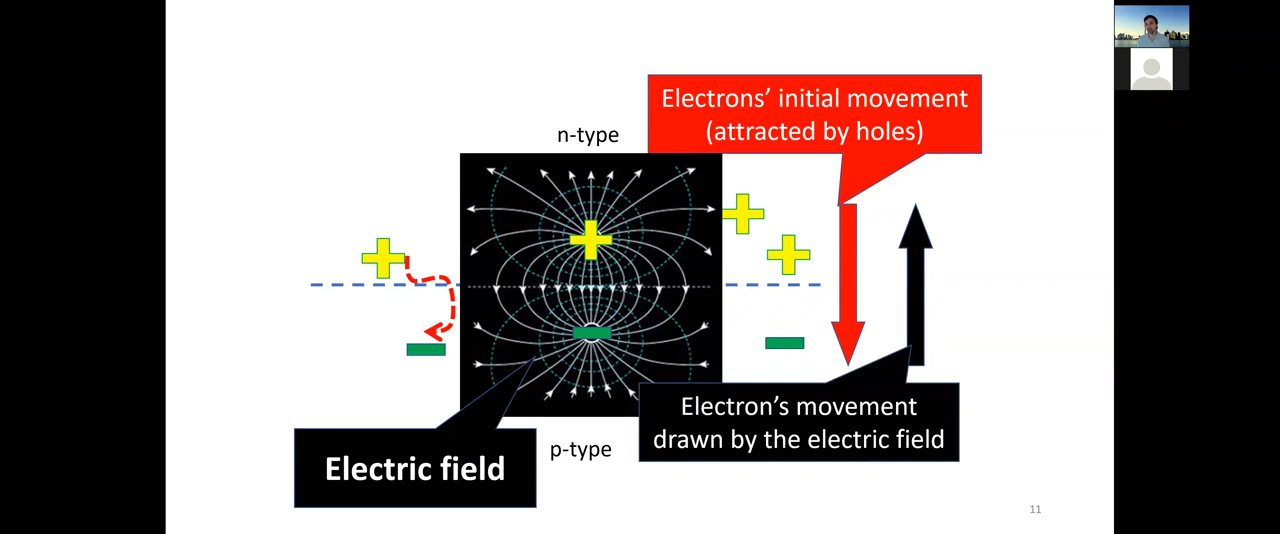 Electrons’ initial movement
(attracted by holes)
n-type
Electron’s movement
drawn by the electric field
Electric field
p-type
11